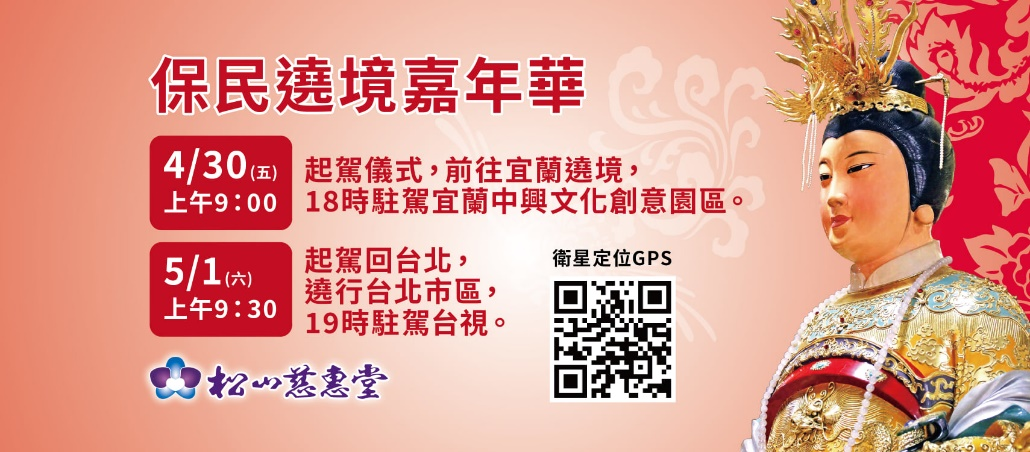 保民遶境嘉年華
4/30(五)
上午9：00
起駕儀式，前往宜蘭遶境，
18時駐駕宜蘭中興文化創意園區。
5/1(六)
上午9：30
起駕回台北，
遶行台北市區，
19時駐駕台視。
衛星定位GPS
松山慈惠堂